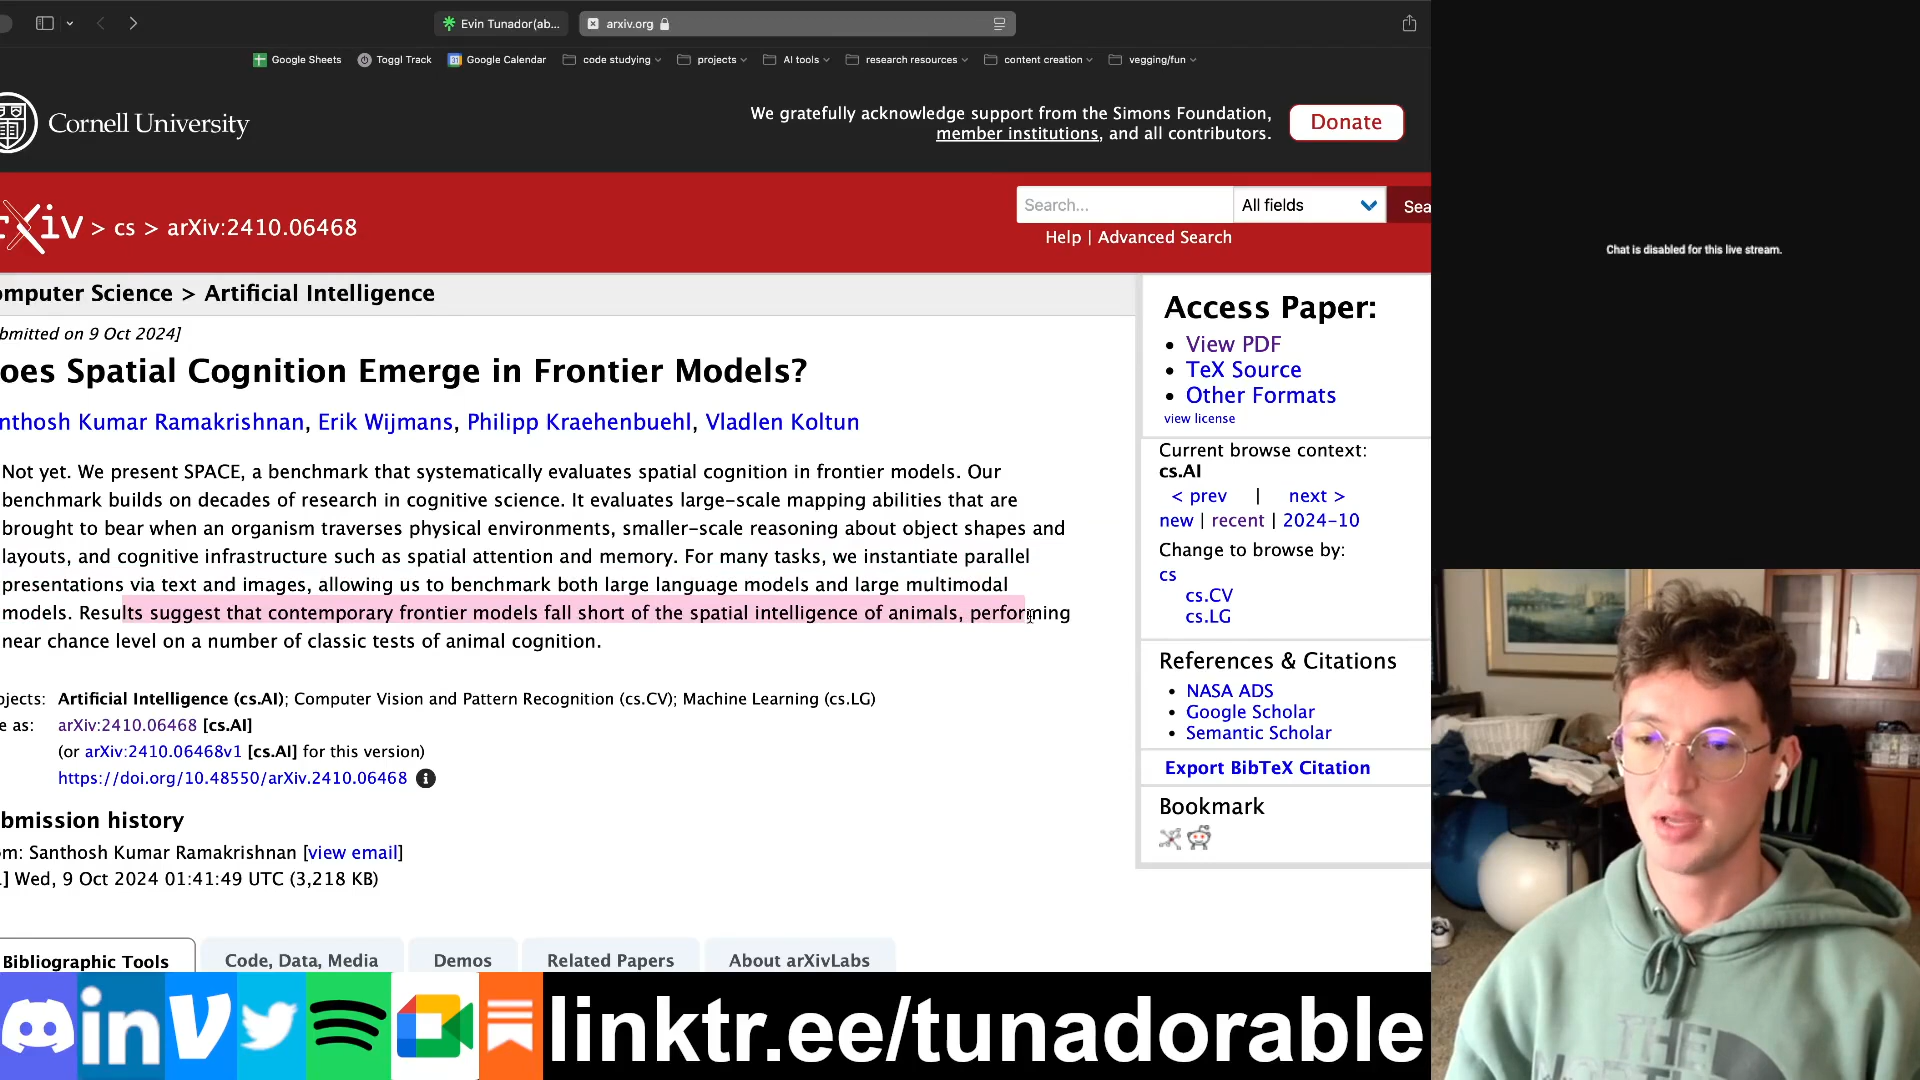 Evin Tunador(ab...
arxiv.org
Google Sheets
Toggl Track
Google Calendar
code studying
projects
AI tools
research resources
content creation
vegging/fun
Cornell University
We gratefully acknowledge support from the Simons Foundation,
member institutions, and all contributors.
Donate
rXiv > cs > arXiv:2410.06468
Search...
All fields
Sea
Help | Advanced Search
omputer Science > Artificial Intelligence
bmitted on 9 Oct 2024]
oes Spatial Cognition Emerge in Frontier Models?
nthosh Kumar Ramakrishnan, Erik Wijmans, Philipp Kraehenbuehl, Vladlen Koltun
Not yet. We present SPACE, a benchmark that systematically evaluates spatial cognition in frontier models. Our
benchmark builds on decades of research in cognitive science. It evaluates large-scale mapping abilities that are
brought to bear when an organism traverses physical environments, smaller-scale reasoning about object shapes and
layouts, and cognitive infrastructure such as spatial attention and memory. For many tasks, we instantiate parallel
presentations via text and images, allowing us to benchmark both large language models and large multimodal
models. Results suggest that contemporary frontier models fall short of the spatial intelligence of animals, performing
near chance level on a number of classic tests of animal cognition.
bjects: Artificial Intelligence (cs.AI); Computer Vision and Pattern Recognition (cs.CV); Machine Learning (cs.LG)
e as: arXiv:2410.06468 [cs.AI]
(or arXiv:2410.06468v1 [cs.AI] for this version)
https://doi.org/10.48550/arXiv.2410.06468
bmission history
om: Santhosh Kumar Ramakrishnan [view email]
] Wed, 9 Oct 2024 01:41:49 UTC (3,218 KB)
Bibliographic Tools
Code, Data, Media
Demos
Related Papers
About arXivLabs
Access Paper:
View PDF
TeX Source
Other Formats
view license
Current browse context:
cs.AI
< prev | next >
new | recent | 2024-10
Change to browse by:
cs
cs.CV
cs.LG
References & Citations
NASA ADS
Google Scholar
Semantic Scholar
Export BibTeX Citation
Bookmark
Chat is disabled for this live stream.
THE
in
linktr.ee/tunadorable